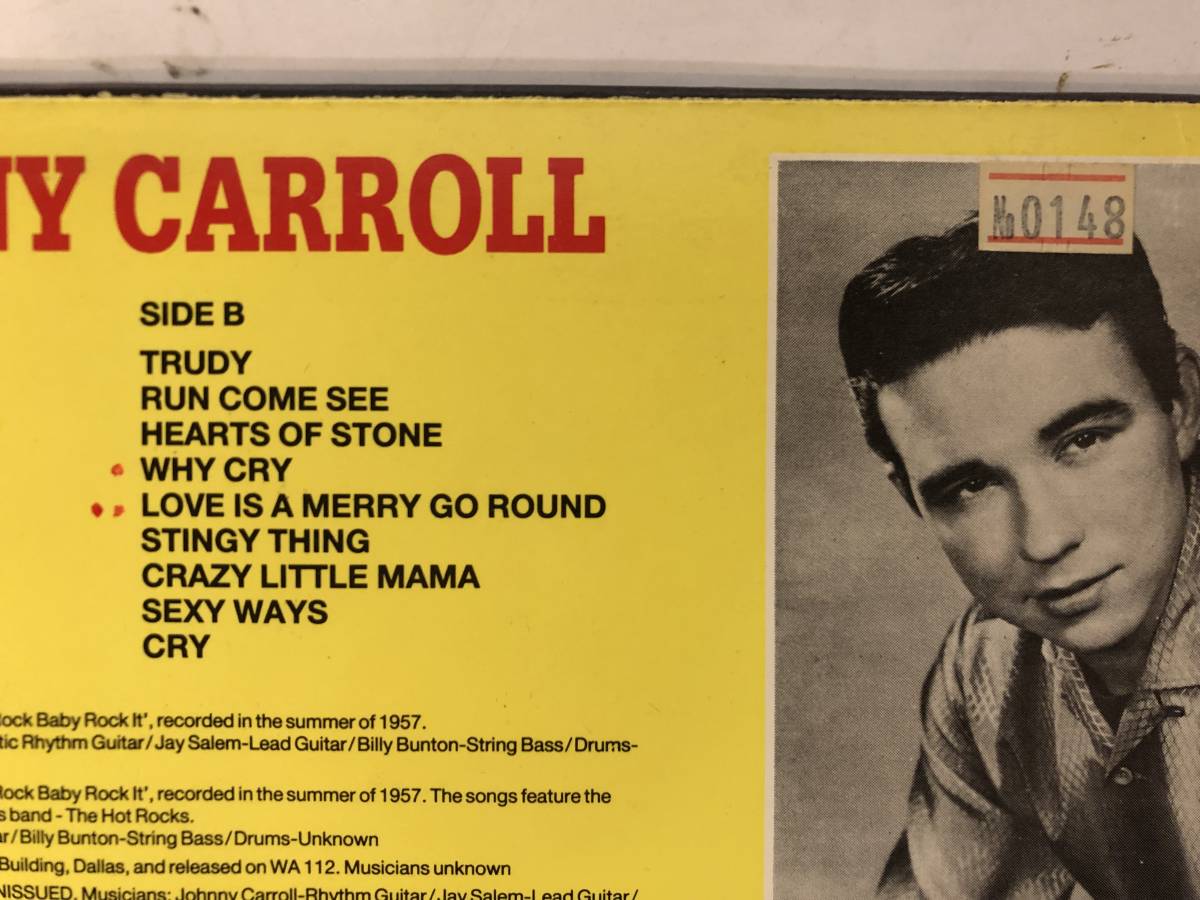 NY CARROLL
№0148
SIDE B
TRUDY
RUN COME SEE
HEARTS OF STONE
WHY CRY
LOVE IS A MERRY GO ROUND
STINGY THING
CRAZY LITTLE MAMA
SEXY WAYS
CRY
Rock Baby Rock It', recorded in the summer of 1957.
tic Rhythm Guitar/Jay Salem-Lead Guitar/Billy Bunton-String Bass/Drums-
Rock Baby Rock It', recorded in the summer of 1957. The songs feature the
s band - The Hot Rocks.
ar/Billy Bunton-String Bass/Drums-Unknown
Building, Dallas, and released on WA 112. Musicians unknown
NISSUED. Musicians: Johnny Carroll-Rhythm Guitar/Jay Salem-Lead Guitar/